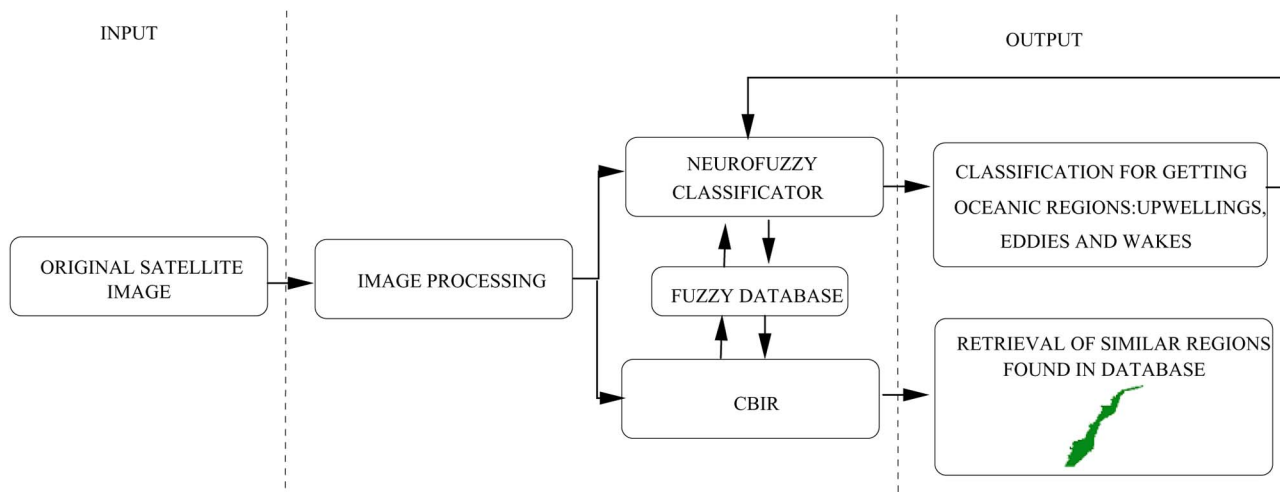 INPUT
OUTPUT
ORIGINAL SATELLITE
IMAGE
IMAGE PROCESSING
NEUROFUZZY
CLASSIFICATOR
FUZZY DATABASE
CBIR
CLASSIFICATION FOR GETTING
OCEANIC REGIONS:UPWELLINGS,
EDDIES AND WAKES
RETRIEVAL OF SIMILAR REGIONS
FOUND IN DATABASE